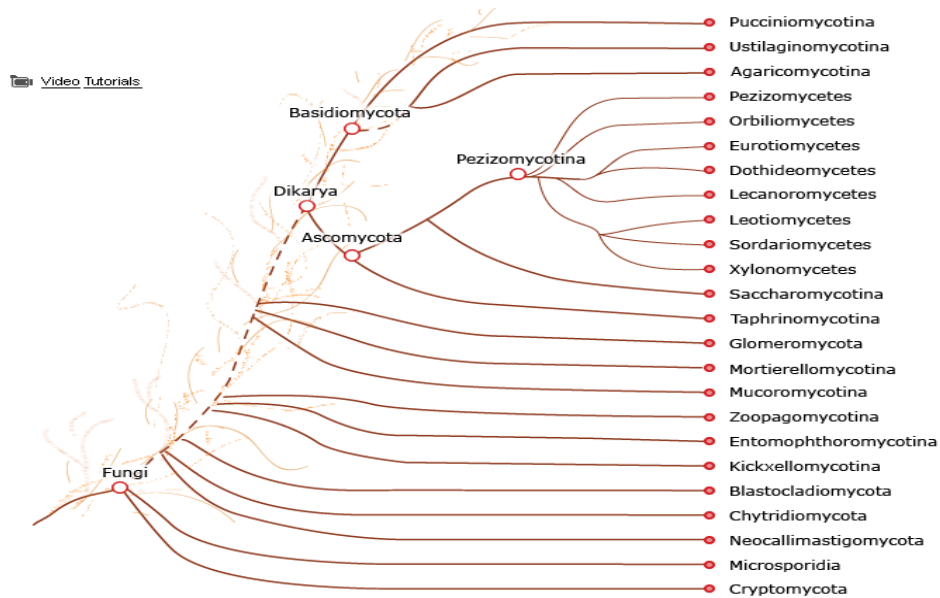 Pucciniomycotina
Ustilaginomycotina
Agaricomycotina
Video Tutorials
Pezizomycetes
Basidiomycota
Orbiliomycetes
Eurotiomycetes
Pezizomycotina
Dothideomycetes
Dikarya
Lecanoromycetes
Leotiomycetes
Ascomycota
Sordariomycetes
Xylonomycetes
Saccharomycotina
Taphrinomycotina
Glomeromycota
Mortierellomycotina
Mucoromycotina
Zoopagomycotina
Entomophthoromycotina
Kickxellomycotina
Fungi
Blastocladiomycota
Chytridiomycota
Neocallimastigomycota
Microsporidia
Cryptomycota